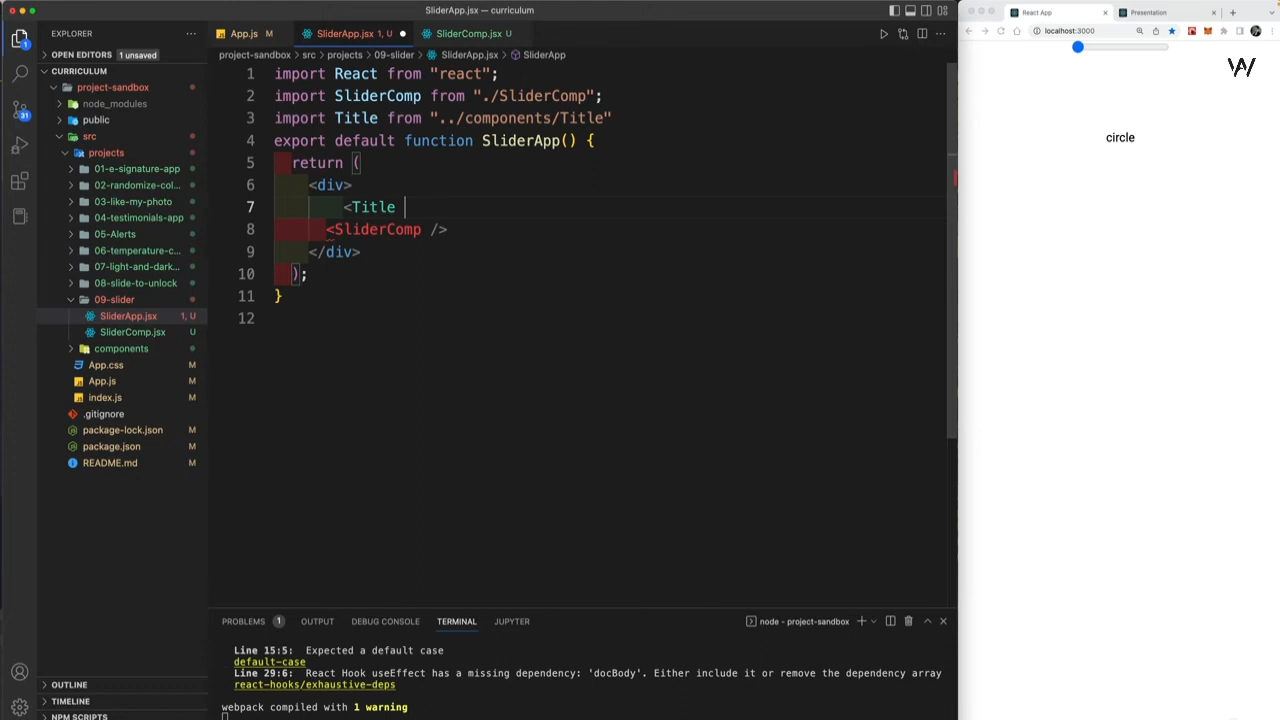 SliderApp.jsx — curriculum
EXPLORER
OPEN EDITORS 1 unsaved
CURRICULUM
project-sandbox
node_modules
public
src
projects
01-e-signature-app
02-randomize-col...
03-like-my-photo
04-testimonials-app
05-Alerts
06-temperature-c...
07-light-and-dark...
08-slide-to-unlock
09-slider
SliderApp.jsx 1, U
SliderComp.jsx U
components
App.css M
App.js M
index.js M
.gitignore
package-lock.json M
package.json M
README.md M
OUTLINE
TIMELINE
NPM SCRIPTS
1
31
App.js M
SliderApp.jsx 1, U
SliderComp.jsx U
project-sandbox > src > projects > 09-slider > SliderApp.jsx > SliderApp
1 import React from "react";
2 import SliderComp from "./SliderComp";
3 import Title from "../components/Title"
4 export default function SliderApp() {
5 return (
6 <div>
7 <Title
8 <SliderComp />
9 </div>
10 );
11 }
12
PROBLEMS 1 OUTPUT DEBUG CONSOLE TERMINAL JUPYTER
node - project-sandbox
Line 15:5: Expected a default case
default-case
Line 29:6: React Hook useEffect has a missing dependency: 'docBody'. Either include it or remove the dependency array
react-hooks/exhaustive-deps
webpack compiled with 1 warning
React App
Presentation
localhost:3000
circle